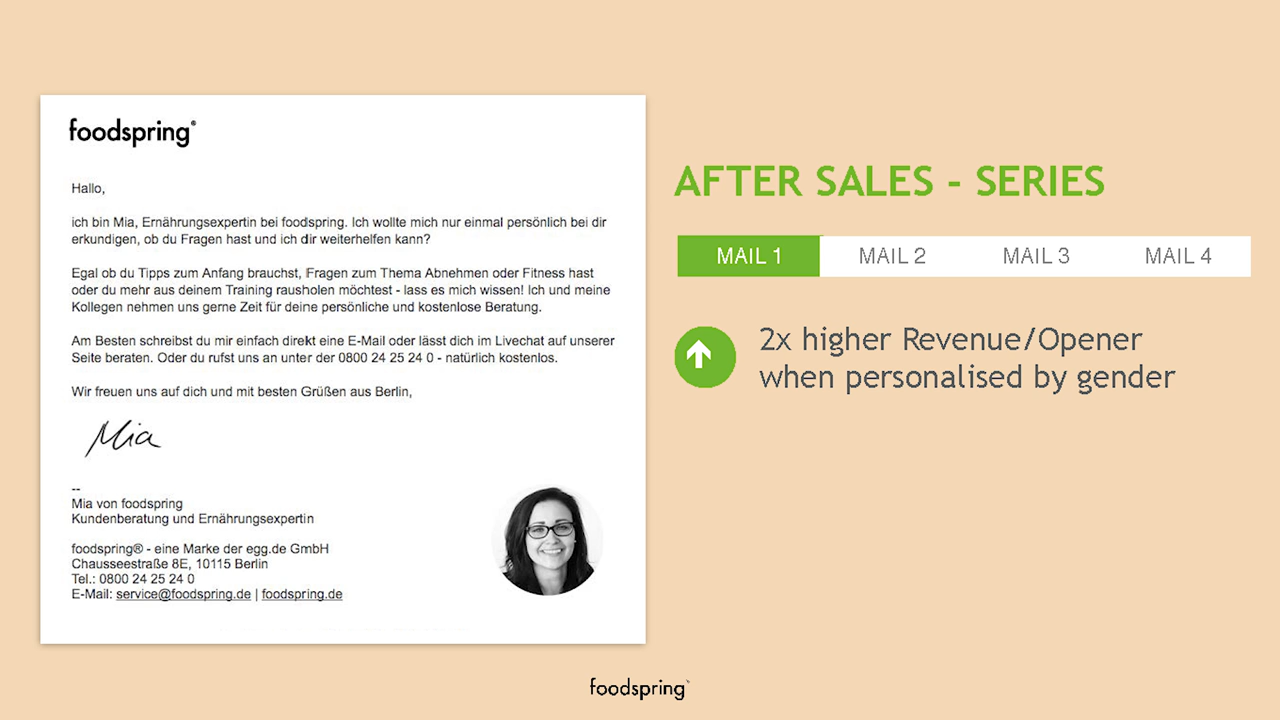 foodspring®
Hallo,
ich bin Mia, Ernährungsexpertin bei foodspring. Ich wollte mich nur einmal persönlich bei dir
erkundigen, ob du Fragen hast und ich dir weiterhelfen kann?
Egal ob du Tipps zum Anfang brauchst, Fragen zum Thema Abnehmen oder Fitness hast
oder du mehr aus deinem Training rausholen möchtest - lass es mich wissen! Ich und meine
Kollegen nehmen uns gerne Zeit für deine persönliche und kostenlose Beratung.
Am Besten schreibst du mir einfach direkt eine E-Mail oder lässt dich im Livechat auf unserer
Seite beraten. Oder du rufst uns an unter der 0800 24 25 24 0 - natürlich kostenlos.
Wir freuen uns auf dich und mit besten Grüßen aus Berlin,
Mia
--
Mia von foodspring
Kundenberatung und Ernährungsexpertin
foodspring® - eine Marke der egg.de GmbH
Chausseestraße 8E, 10115 Berlin
Tel.: 0800 24 25 24 0
E-Mail: service@foodspring.de | foodspring.de
AFTER SALES - SERIES
MAIL 1 MAIL 2 MAIL 3 MAIL 4
2x higher Revenue/Opener
when personalised by gender
foodspring®